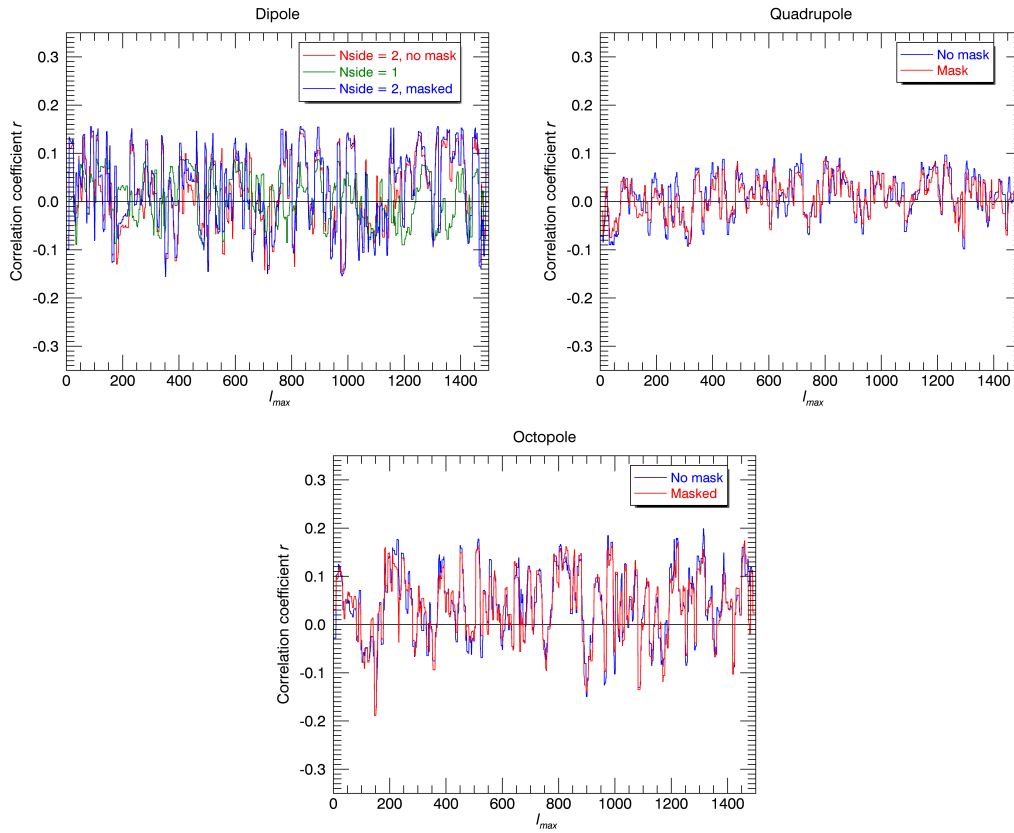 Dipole
Nside = 2, no mask
Nside = 1
Nside = 2, masked
Correlation coefficient r
0.3
0.2
0.1
0.0
-0.1
-0.2
-0.3
0 200 400 600 800 1000 1200 1400
lmax
Quadrupole
No mask
Mask
Correlation coefficient r
0.3
0.2
0.1
0.0
-0.1
-0.2
-0.3
0 200 400 600 800 1000 1200 1400
lmax
Octopole
No mask
Masked
Correlation coefficient r
0.3
0.2
0.1
0.0
-0.1
-0.2
-0.3
0 200 400 600 800 1000 1200 1400
lmax